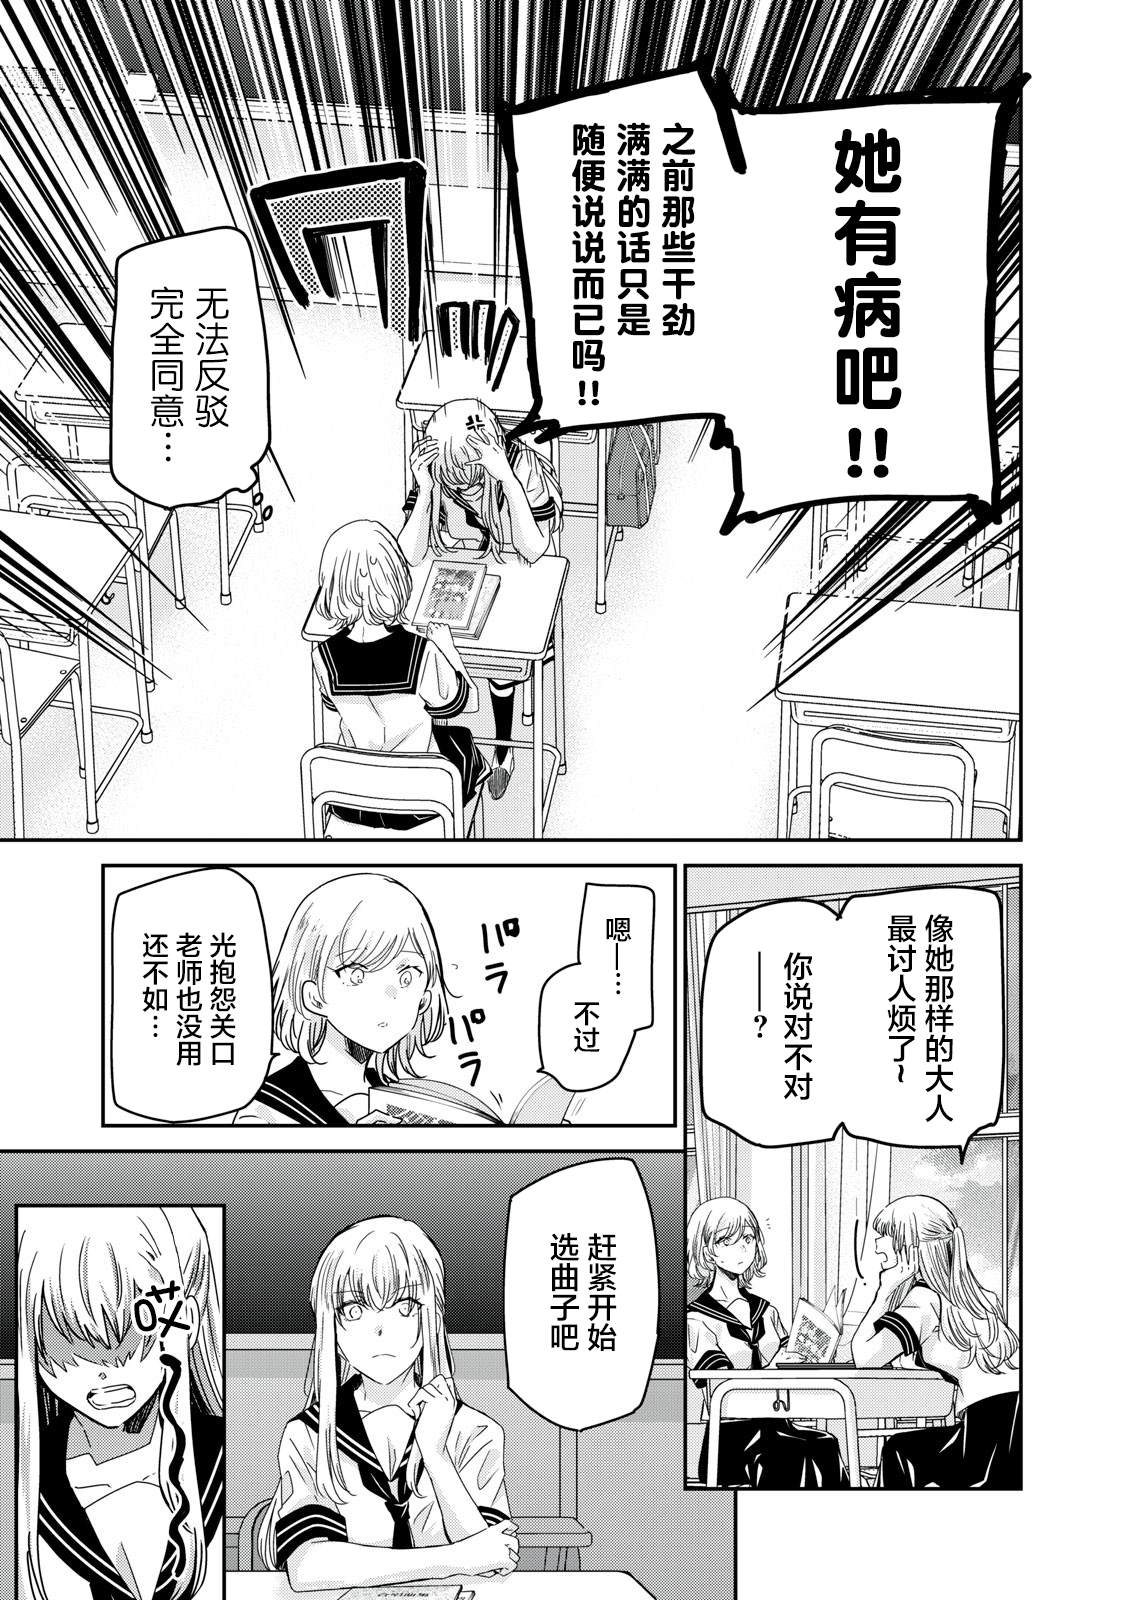 她有病吧!!
之前那些干劲
满满的话只是
随便说说而已吗!!
无法反驳
完全同意…
像她那样的大人
最讨人烦了~
你说对不对
——?
嗯—…
不过
パラ
パラ
光抱怨关口
老师也没用
还不如…
赶紧开始
选曲子吧